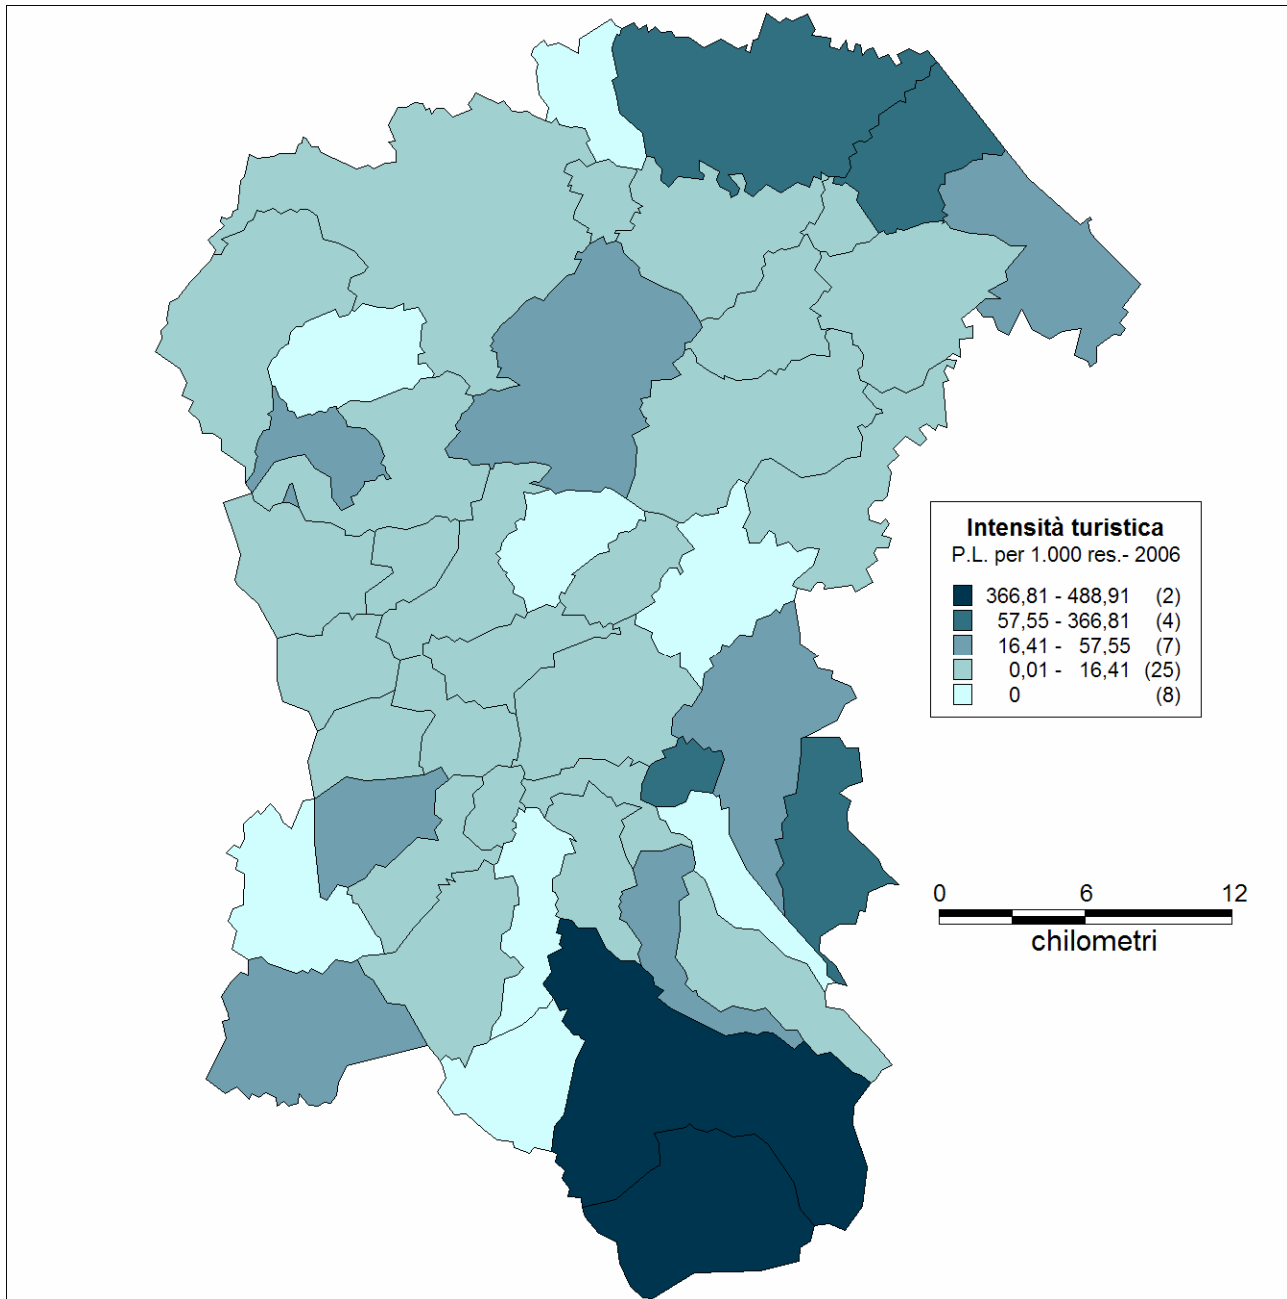 Intensità turistica
P.L. per 1.000 res.- 2006
366,81 - 488,91 (2)
57,55 - 366,81 (4)
16,41 - 57,55 (7)
0,01 - 16,41 (25)
0 (8)
0 6 12
chilometri